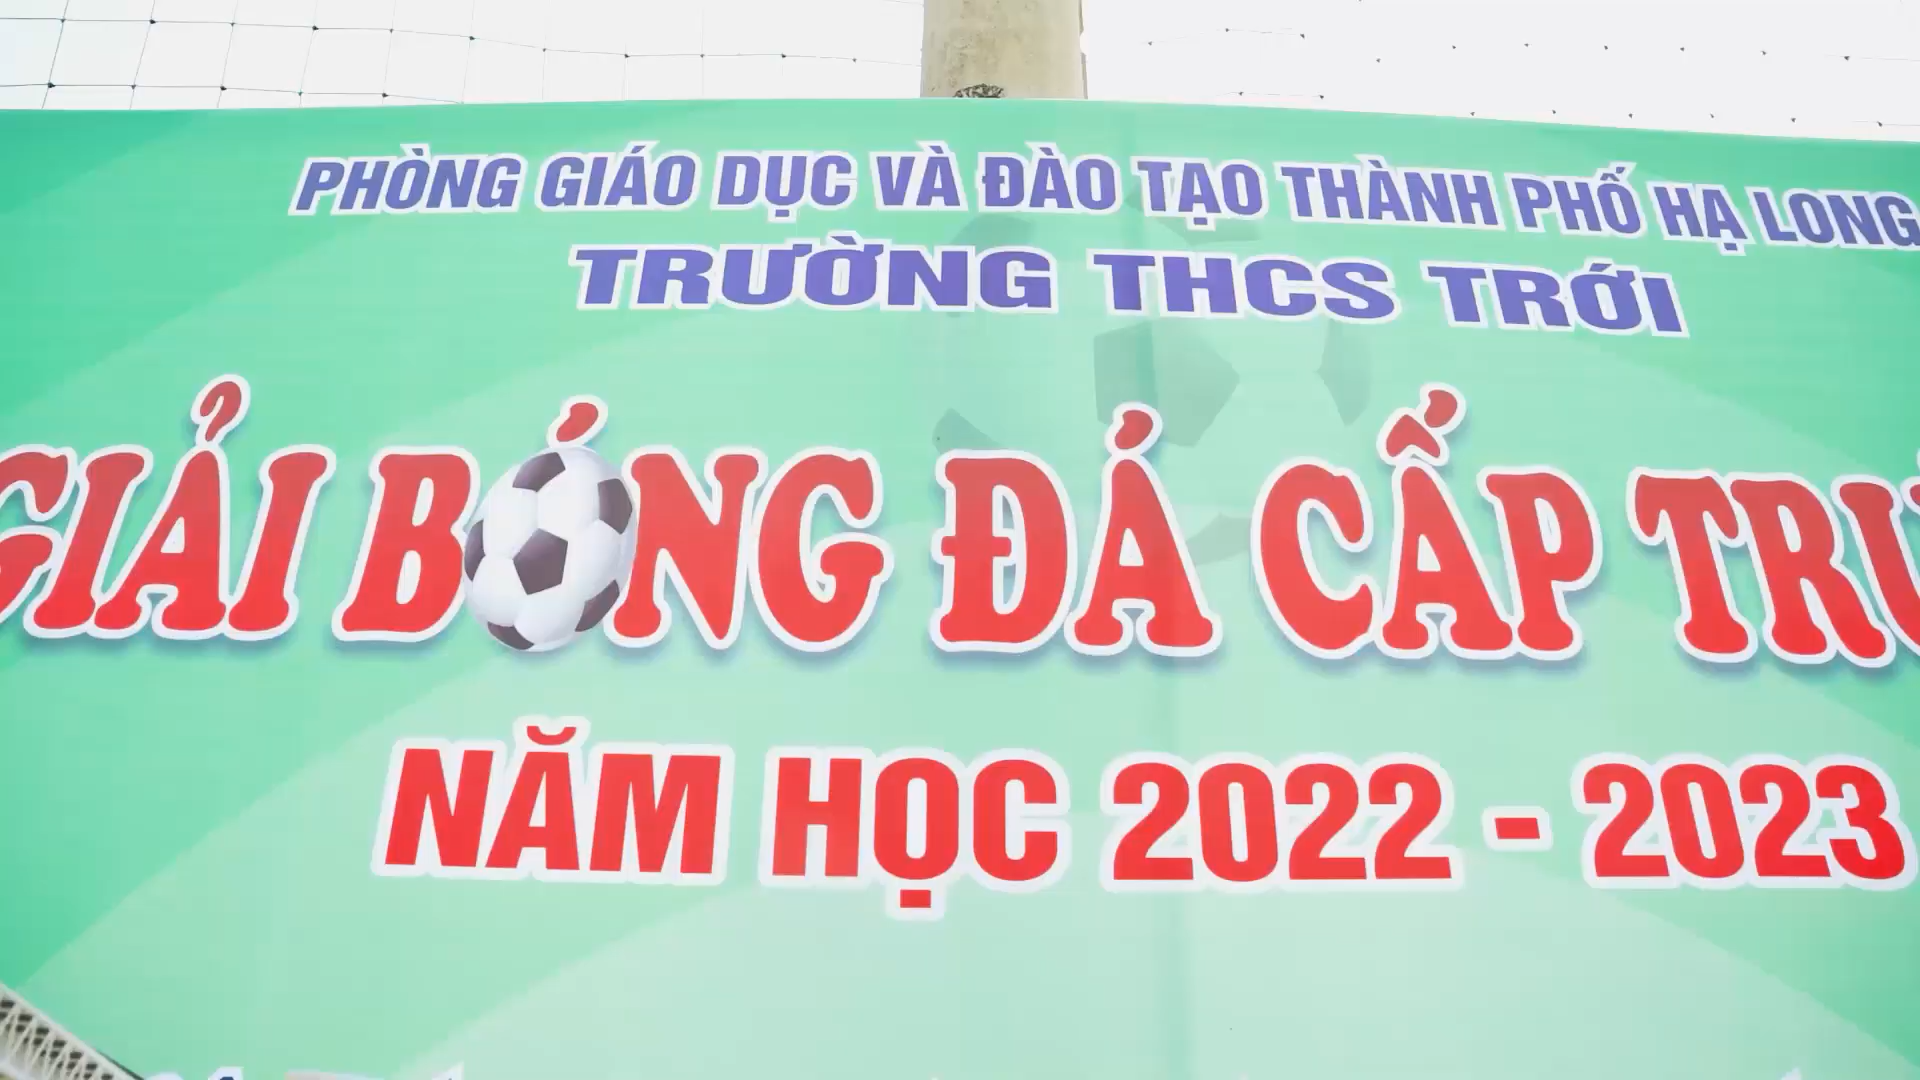 PHÒNG GIÁO DỤC VÀ ĐÀO TẠO THÀNH PHỐ HẠ LONG
TRƯỜNG THCS TRỚI
GIẢI BÓNG ĐÁ CẤP
NĂM HỌC 2022 - 2023